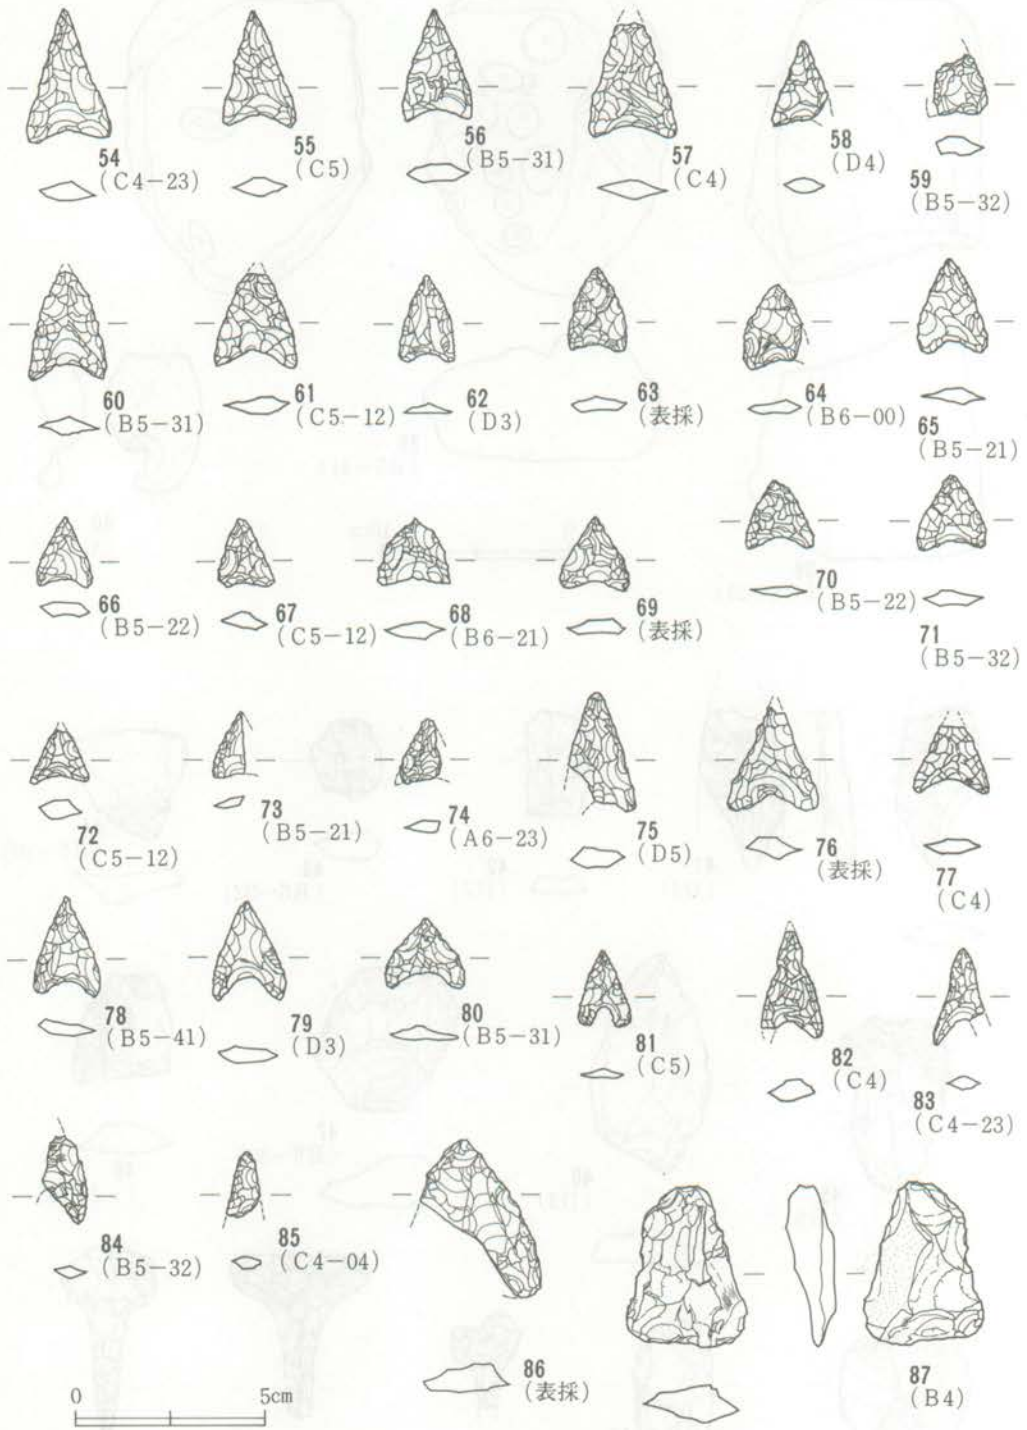 54
(C4-23)
55
(C5)
56
(B5-31)
57
(C4)
58
(D4)
59
(B5-32)
60
(B5-31)
61
(C5-12)
62
(D3)
63
(表採)
64
(B6-00)
65
(B5-21)
66
(B5-22)
67
(C5-12)
68
(B6-21)
69
(表採)
70
(B5-22)
71
(B5-32)
72
(C5-12)
73
(B5-21)
74
(A6-23)
75
(D5)
76
(表採)
77
(C4)
78
(B5-41)
79
(D3)
80
(B5-31)
81
(C5)
82
(C4)
83
(C4-23)
84
(B5-32)
85
(C4-04)
86
(表採)
87
(B4)
0 5cm